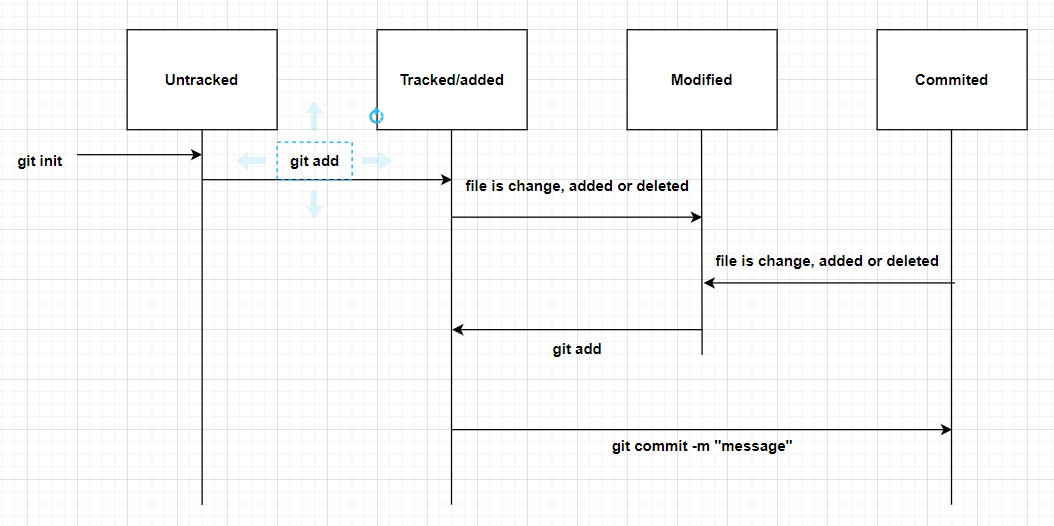 Untracked
Tracked/added
Modified
Commited
git init
git add
file is change, added or deleted
file is change, added or deleted
git add
git commit -m "message"